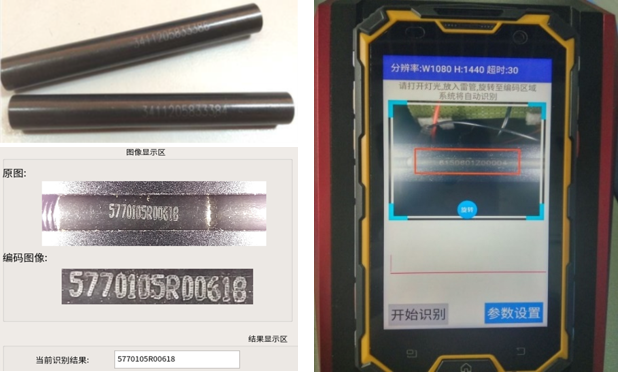 3411205833384
图像显示区
原图:
5770105R00618
编码图像:
5770105R00618
结果显示区
当前识别结果:
5770105R00618
分辨率:W1080 H:1440 超时:30
请打开灯光,放入雷管,旋转至编码区域
系统将自动识别
旋转
开始识别
参数设置